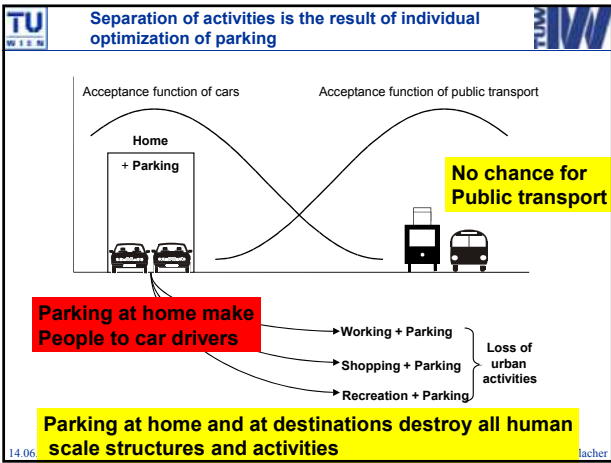 TU
WIEN
Separation of activities is the result of individual
optimization of parking
TUW
IVV
Acceptance function of cars
Acceptance function of public transport
Home
+ Parking
No chance for
Public transport
Parking at home make
People to car drivers
Working + Parking
Shopping + Parking
Recreation + Parking
Loss of
urban
activities
Parking at home and at destinations destroy all human
scale structures and activities
14.06.
lacher